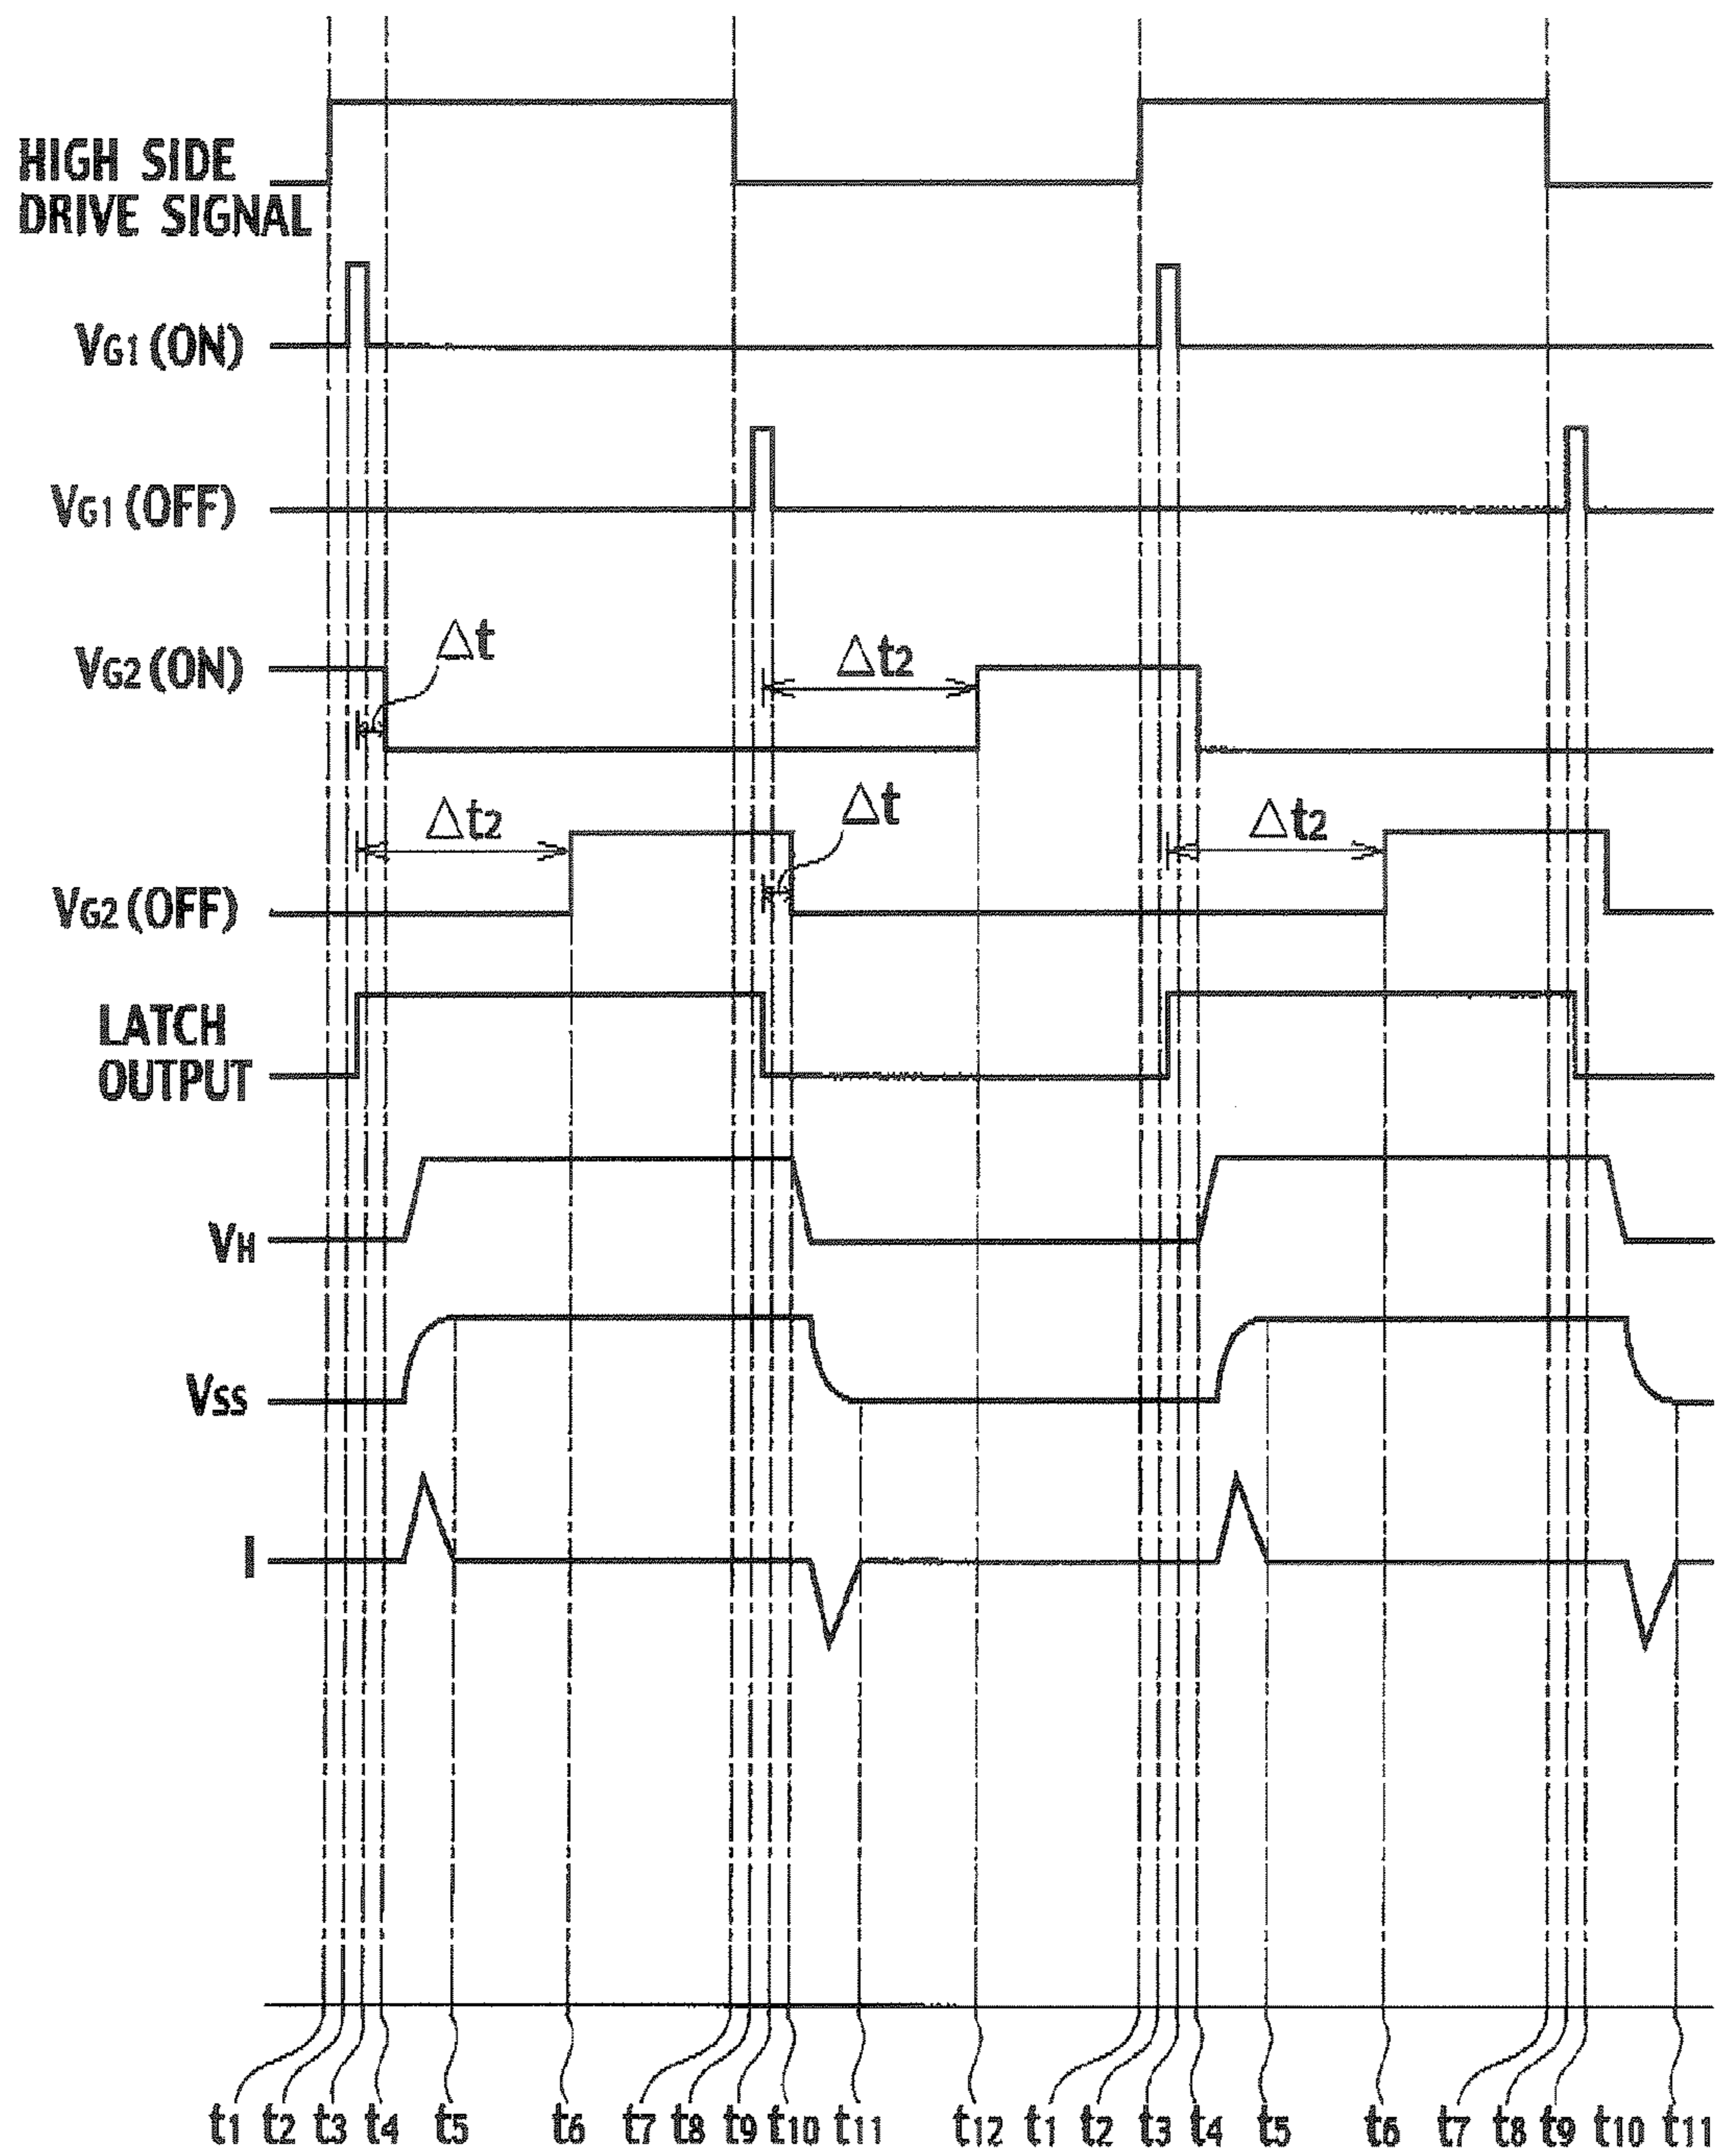 HIGH SIDE
DRIVE SIGNAL
VG1 (ON)
VG1 (OFF)
VG2 (ON)
Δt
Δt2
VG2 (OFF)
Δt2
Δt
Δt2
LATCH
OUTPUT
VH
VSS
I
t1 t2 t3 t4 t5 t6 t7 t8 t9 t10 t11 t12 t1 t2 t3 t4 t5 t6 t7 t8 t9 t10 t11